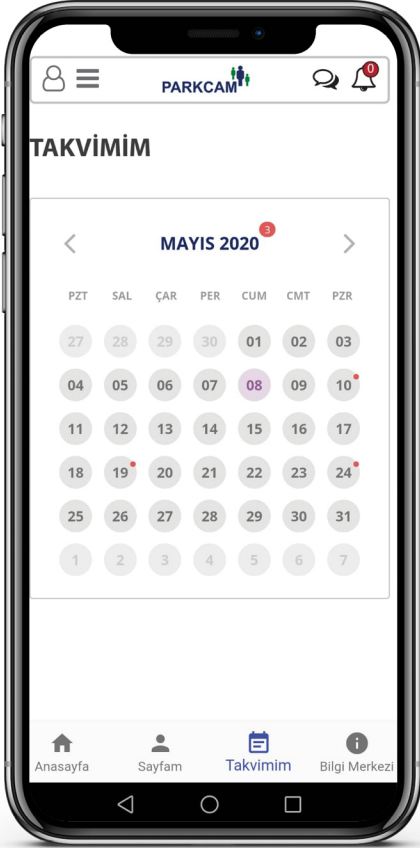 PARKCAM
0
TAKVİMİM
MAYIS 2020 3
PZT SAL ÇAR PER CUM CMT PZR
27 28 29 30 01 02 03
04 05 06 07 08 09 10
11 12 13 14 15 16 17
18 19 20 21 22 23 24
25 26 27 28 29 30 31
1 2 3 4 5 6 7
Anasayfa Sayfam Takvimim Bilgi Merkezi